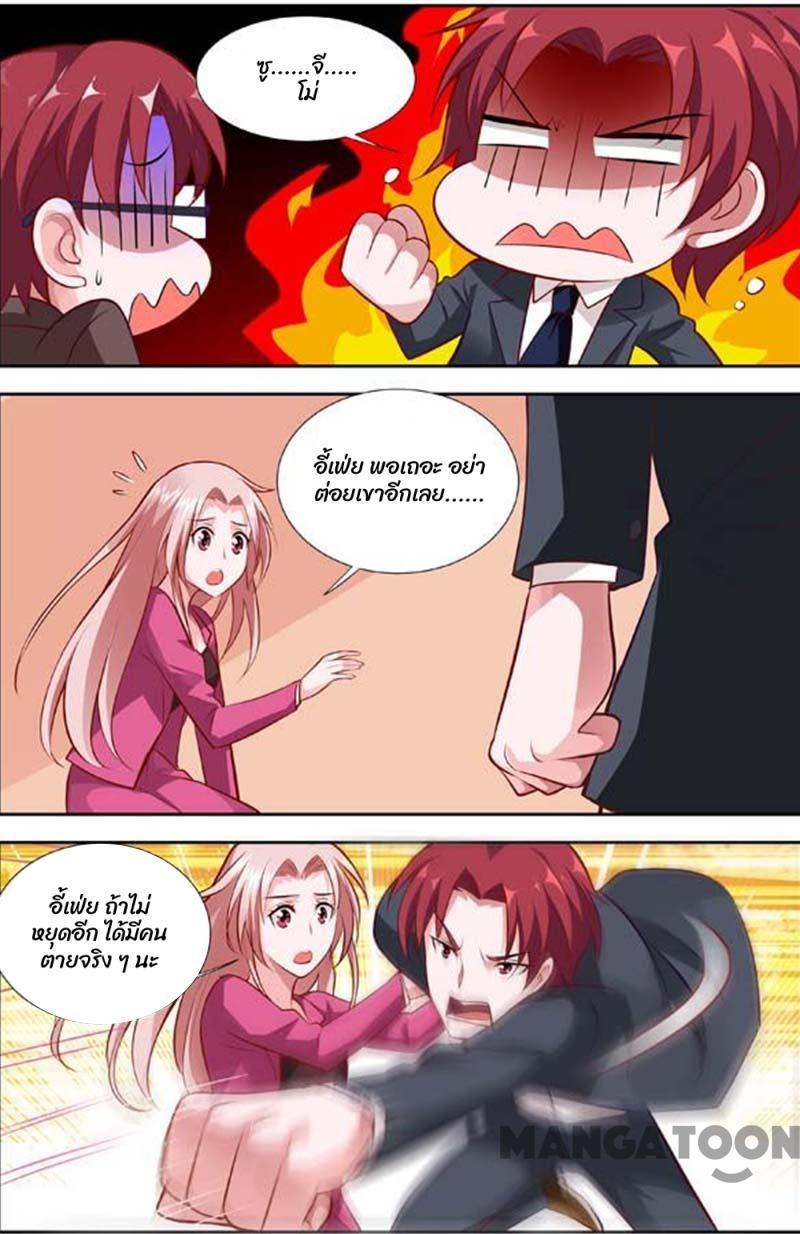 ซู......จี.....
โม่
อี้เฟย พอเถอะ อย่า
ต่อยเขาอีกเลย......
อี้เฟย ถ้าไม่
หยุดอีก ได้มีคน
ตายจริง ๆ นะ
MANGATOON